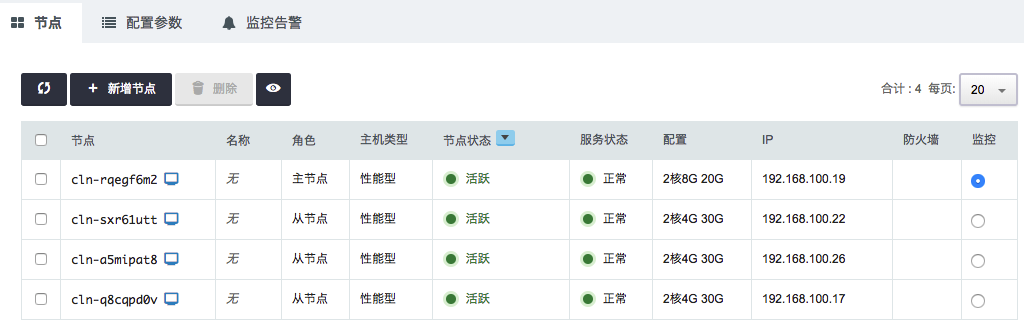 节点 配置参数 监控告警
+ 新增节点 删除 合计 : 4 每页: 20
节点 名称 角色 主机类型 节点状态 服务状态 配置 IP 防火墙 监控
cln-rqegf6m2 无 主节点 性能型 活跃 正常 2核8G 20G 192.168.100.19
cln-sxr61utt 无 从节点 性能型 活跃 正常 2核4G 30G 192.168.100.22
cln-a5mipat8 无 从节点 性能型 活跃 正常 2核4G 30G 192.168.100.26
cln-q8cqpd0v 无 从节点 性能型 活跃 正常 2核4G 30G 192.168.100.17